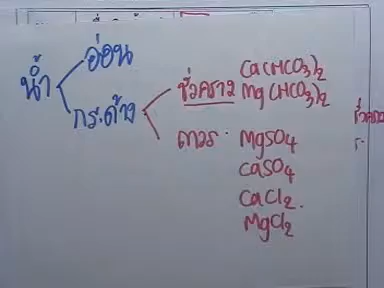 อ่อน
น้ำ
กระด้าง
ชั่วคราว Ca(HCO3)2
Mg(HCO3)2
ถาวร MgSO4
CaSO4
CaCl2
MgCl2